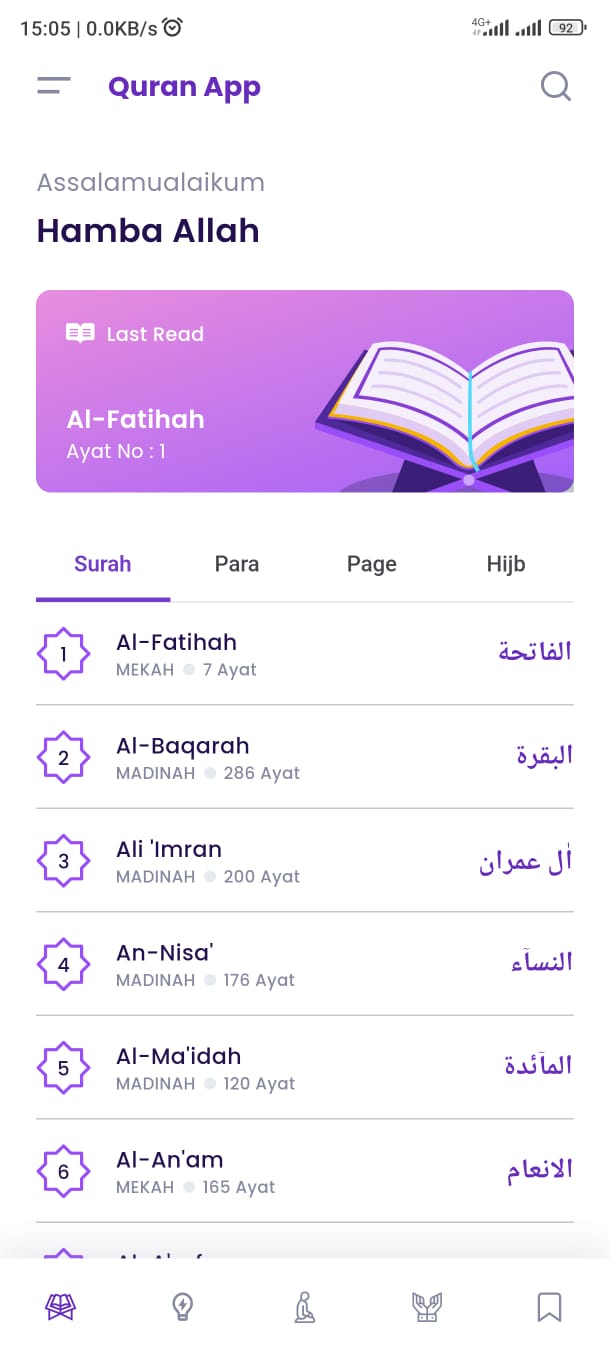 15:05 | 0.0KB/s 4G+ 92
Quran App
Assalamualaikum
Hamba Allah
Last Read
Al-Fatihah
Ayat No : 1
Surah Para Page Hijb
1 Al-Fatihah الفاتحة
MEKAH 7 Ayat
2 Al-Baqarah البقرة
MADINAH 286 Ayat
3 Ali 'Imran اٰل عمران
MADINAH 200 Ayat
4 An-Nisa' النساۤء
MADINAH 176 Ayat
5 Al-Ma'idah الماۤئدة
MADINAH 120 Ayat
6 Al-An'am الانعام
MEKAH 165 Ayat